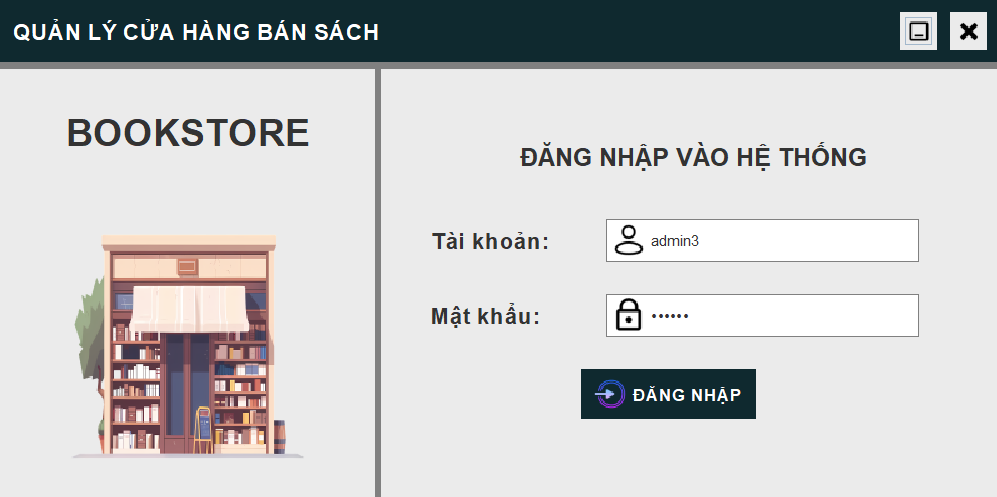 QUẢN LÝ CỬA HÀNG BÁN SÁCH
BOOKSTORE
ĐĂNG NHẬP VÀO HỆ THỐNG
Tài khoản: admin3
Mật khẩu: ••••••
ĐĂNG NHẬP